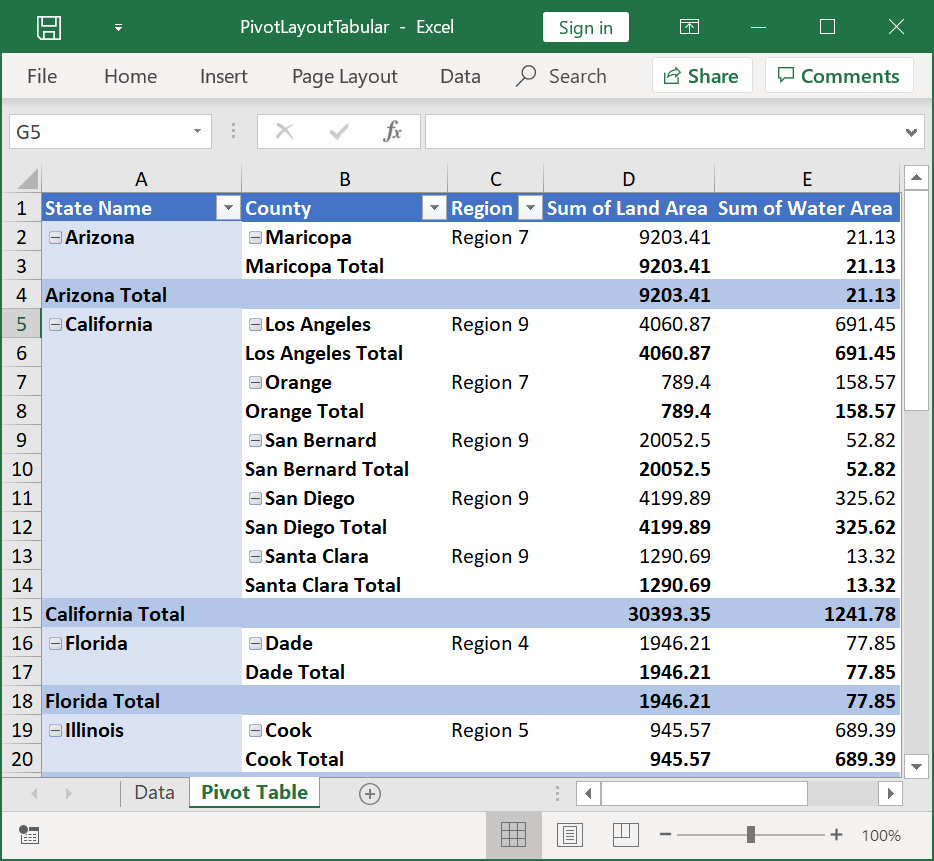 PivotLayoutTabular - Excel Sign in
File Home Insert Page Layout Data Search Share Comments
G5 fx
A B C D E
1 State Name County Region Sum of Land Area Sum of Water Area
2 Arizona Maricopa Region 7 9203.41 21.13
3 Maricopa Total 9203.41 21.13
4 Arizona Total 9203.41 21.13
5 California Los Angeles Region 9 4060.87 691.45
6 Los Angeles Total 4060.87 691.45
7 Orange Region 7 789.4 158.57
8 Orange Total 789.4 158.57
9 San Bernard Region 9 20052.5 52.82
10 San Bernard Total 20052.5 52.82
11 San Diego Region 9 4199.89 325.62
12 San Diego Total 4199.89 325.62
13 Santa Clara Region 9 1290.69 13.32
14 Santa Clara Total 1290.69 13.32
15 California Total 30393.35 1241.78
16 Florida Dade Region 4 1946.21 77.85
17 Dade Total 1946.21 77.85
18 Florida Total 1946.21 77.85
19 Illinois Cook Region 5 945.57 689.39
20 Cook Total 945.57 689.39
Data Pivot Table
100%